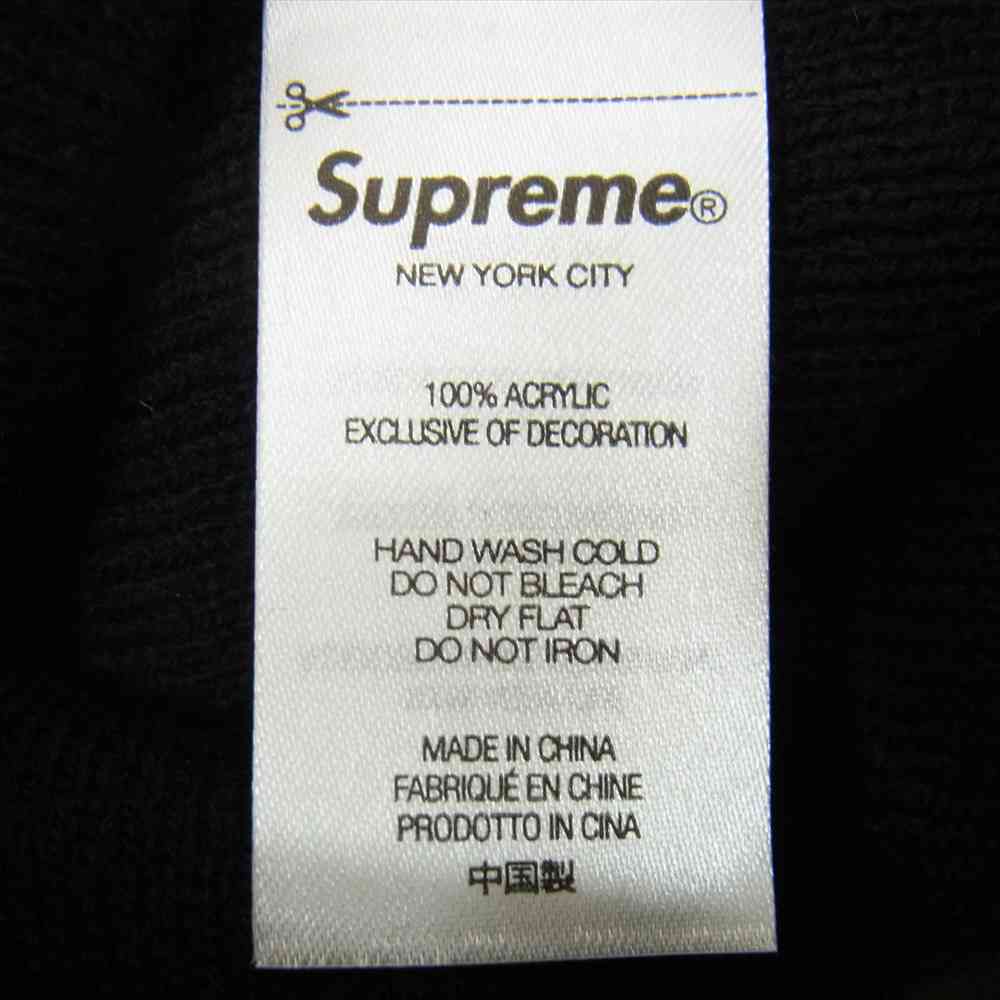 Supreme®
NEW YORK CITY
100% ACRYLIC
EXCLUSIVE OF DECORATION
HAND WASH COLD
DO NOT BLEACH
DRY FLAT
DO NOT IRON
MADE IN CHINA
FABRIQUÉ EN CHINE
PRODOTTO IN CINA
中国製